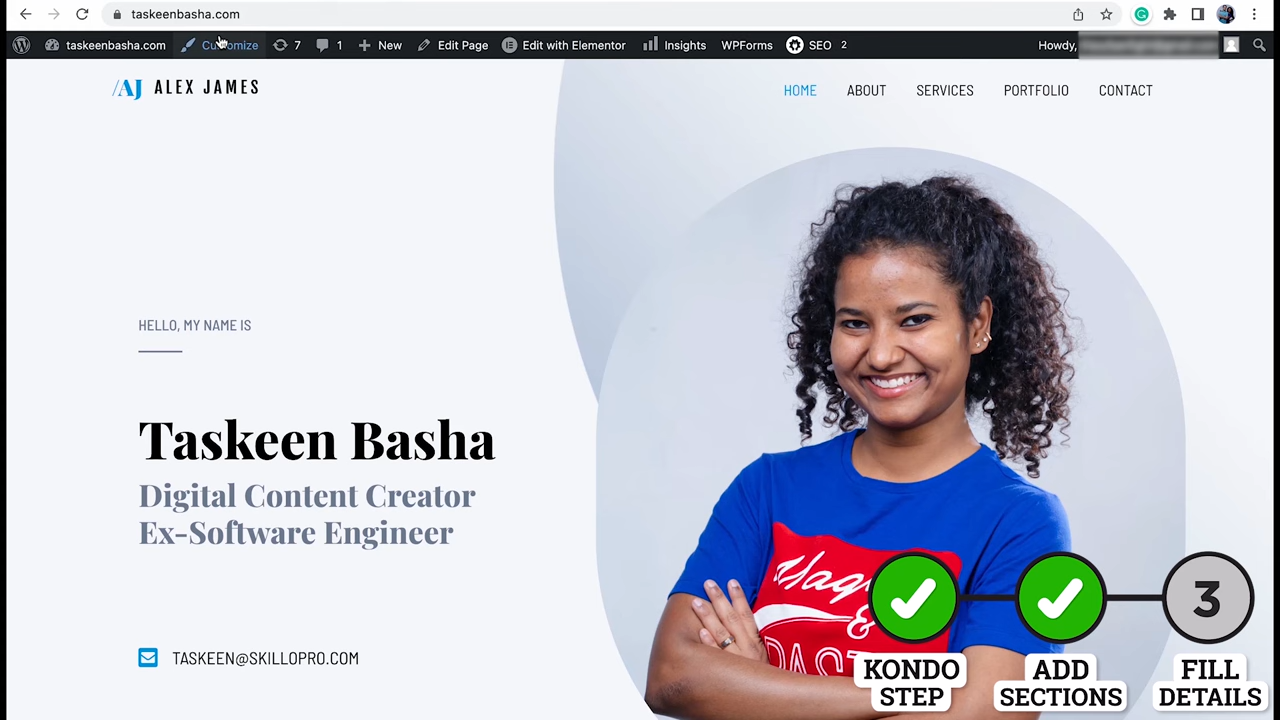 taskeenbasha.com
taskeenbasha.com Customize 7 1 + New Edit Page Edit with Elementor Insights WPForms SEO 2 Howdy,
/AJ ALEX JAMES
HOME ABOUT SERVICES PORTFOLIO CONTACT
HELLO, MY NAME IS
Taskeen Basha
Digital Content Creator
Ex-Software Engineer
&
TASKEEN@SKILLOPRO.COM
3
KONDO
STEP
ADD
SECTIONS
FILL
DETAILS